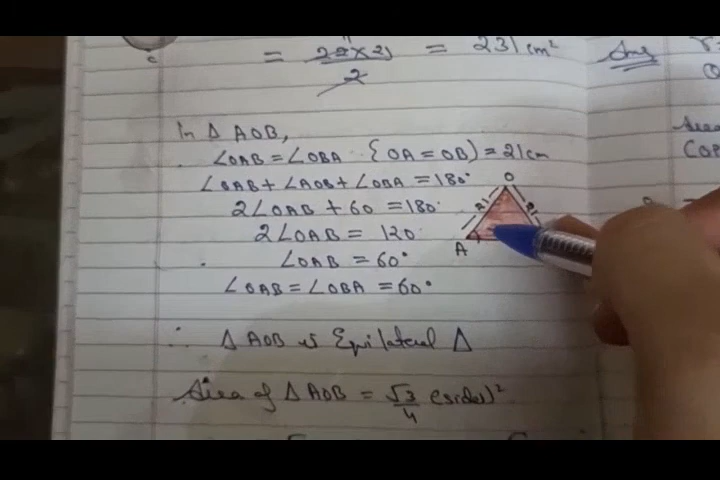 = 22 × 21 / 2 = 231 cm² Ans
In Δ AOB,
∠OAB = ∠OBA {OA = OB} = 21cm
∠OAB + ∠AOB + ∠OBA = 180°
2∠OAB + 60 = 180°
2∠OAB = 120
∠OAB = 60°
∠OAB = ∠OBA = 60°
O
21 21
A
∴ Δ AOB is Equilateral Δ
Area of Δ AOB = √3/4 (side)²